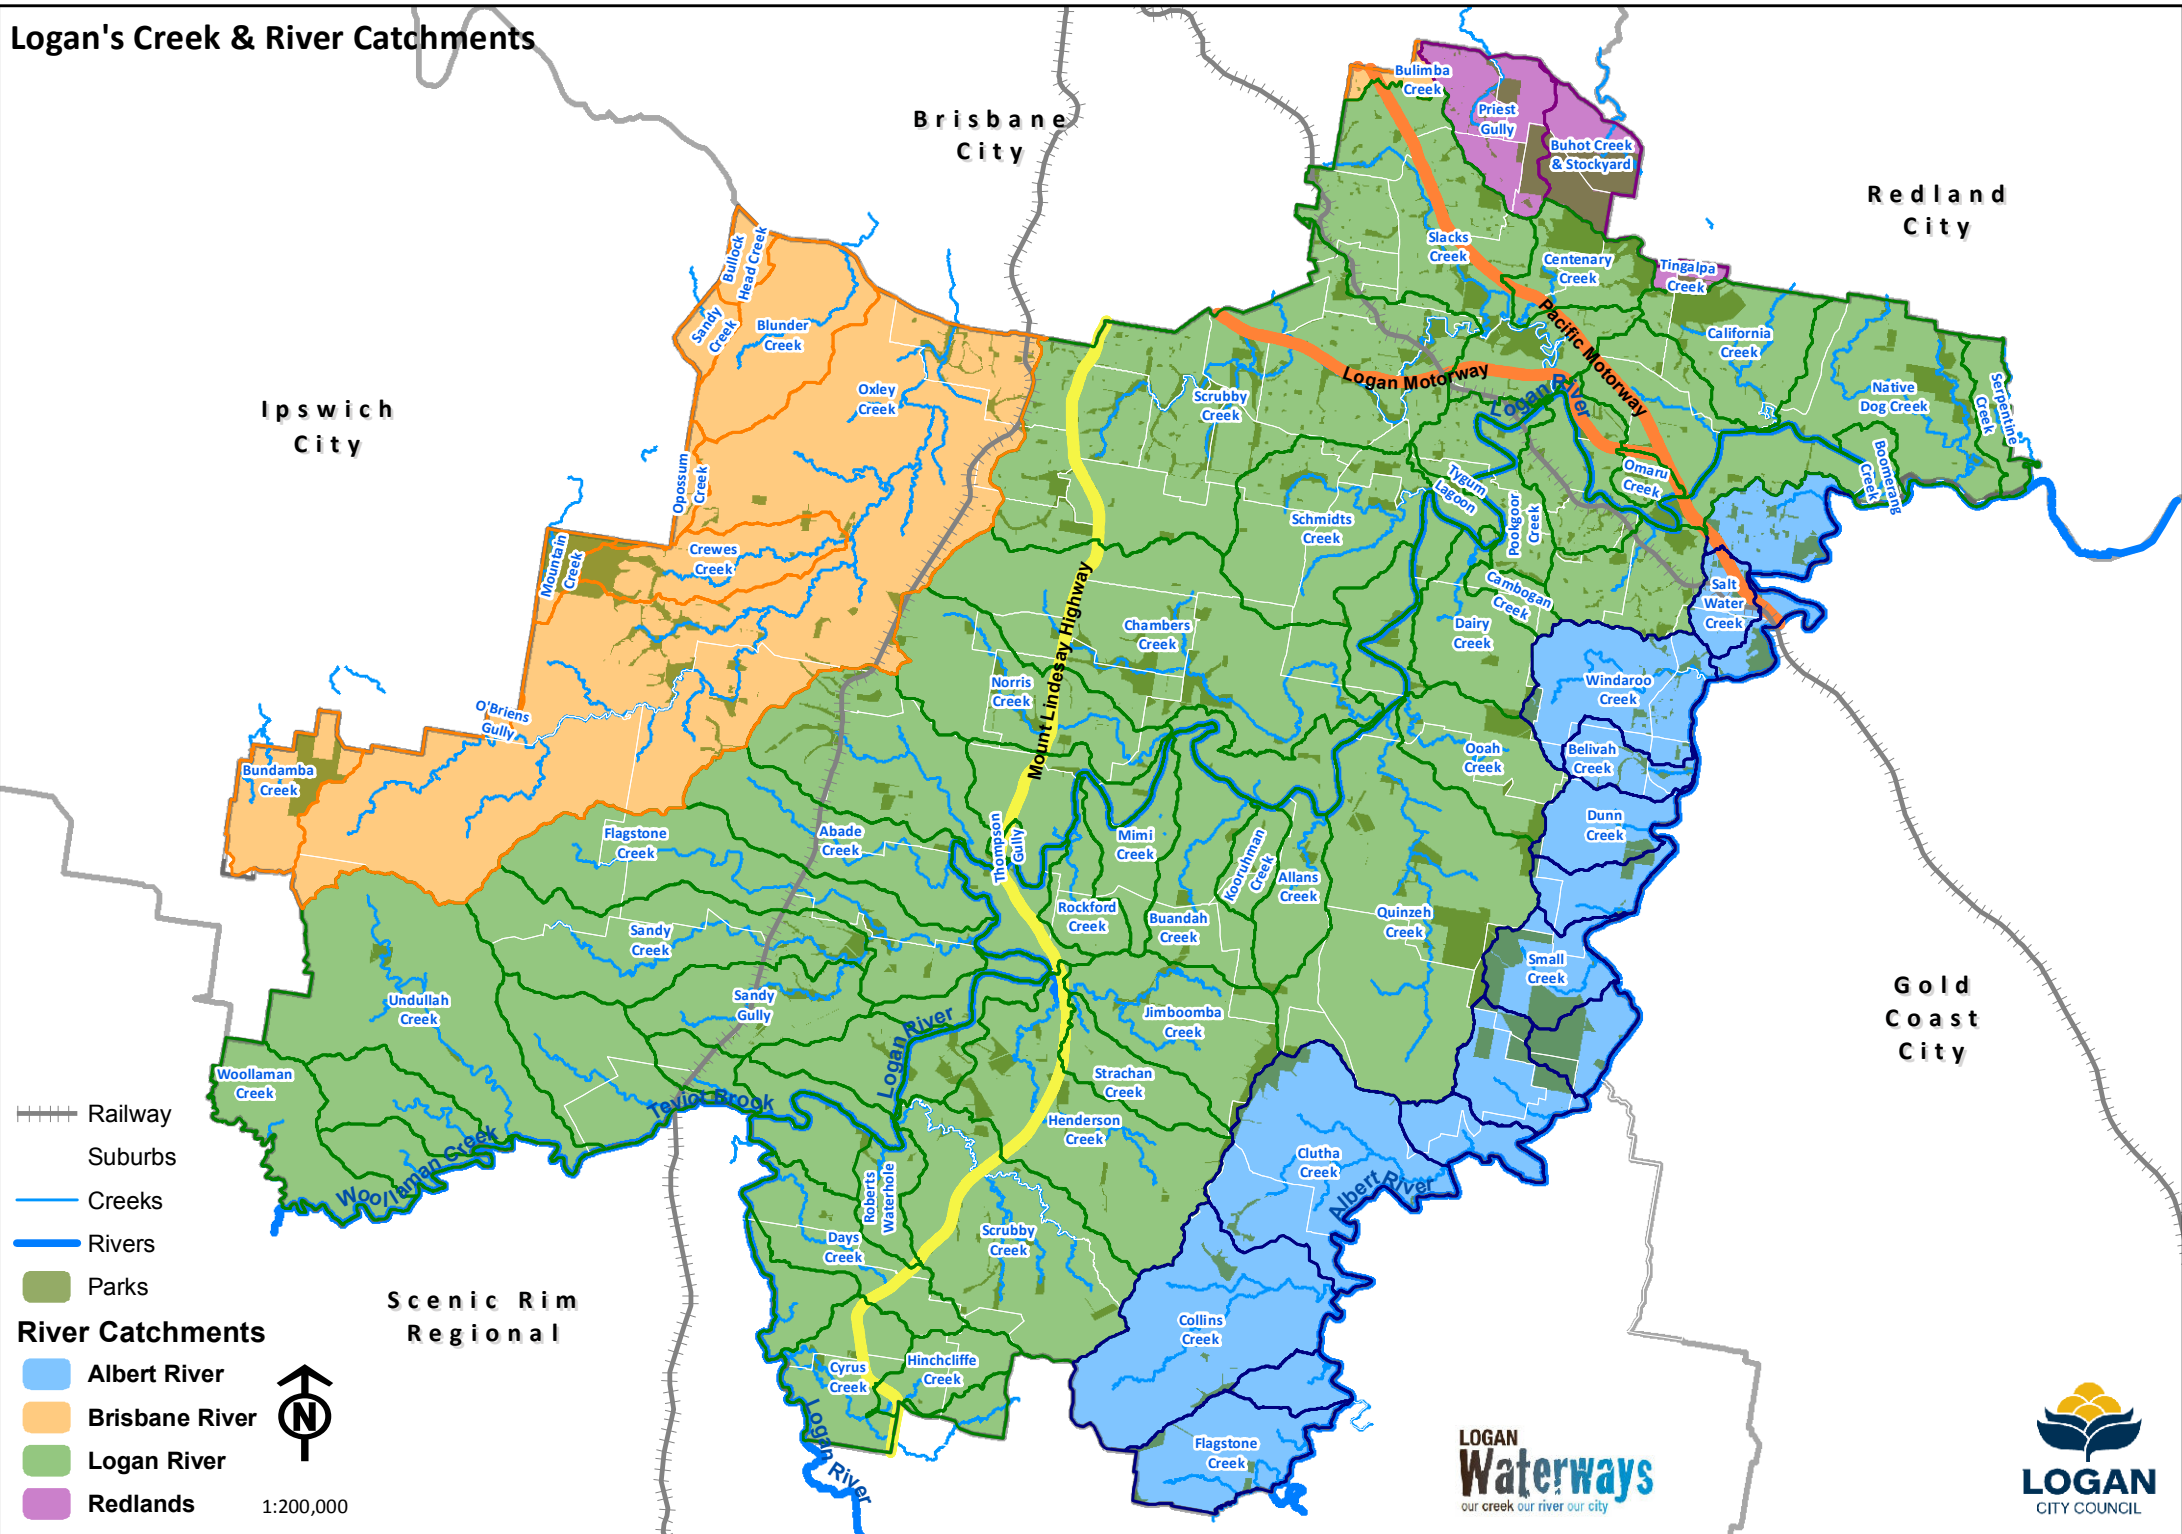 Logan's Creek & River Catchments
Brisbane
City
Redland
City
Ipswich
City
Gold
Coast
City
Scenic Rim
Regional
Bulimba
Creek
Priest
Gully
Buhot Creek
& Stockyard
Slacks
Creek
Centenary
Creek
Tingalpa
Creek
California
Creek
Native
Dog Creek
Serpentine
Creek
Boomerang
Creek
Pacific Motorway
Logan Motorway
Logan River
Bullock
Head Creek
Sandy
Creek
Blunder
Creek
Oxley
Creek
Scrubby
Creek
Opossum
Creek
Tygum
Lagoon
Omaru
Creek
Schmidts
Creek
Pookgoor
Creek
Mountain
Creek
Crewes
Creek
Cambogan
Creek
Salt
Water
Creek
Mount Lindesay Highway
Chambers
Creek
Dairy
Creek
Norris
Creek
Windaroo
Creek
O'Briens
Gully
Ooah
Creek
Belivah
Creek
Bundamba
Creek
Flagstone
Creek
Abade
Creek
Thompson
Gully
Mimi
Creek
Dunn
Creek
Kooruhman
Creek
Allans
Creek
Rockford
Creek
Buandah
Creek
Quinzeh
Creek
Sandy
Creek
Small
Creek
Undullah
Creek
Sandy
Gully
Jimboomba
Creek
Logan River
Woollaman
Creek
Strachan
Creek
Teviot Brook
Henderson
Creek
Woollaman Creek
Clutha
Creek
Albert River
Roberts
Waterhole
Days
Creek
Scrubby
Creek
Collins
Creek
Cyrus
Creek
Hinchcliffe
Creek
Logan River
Flagstone
Creek
Railway
Suburbs
Creeks
Rivers
Parks
River Catchments
Albert River
Brisbane River
Logan River
Redlands
N
1:200,000
LOGAN
Waterways
our creek our river our city
LOGAN
CITY COUNCIL